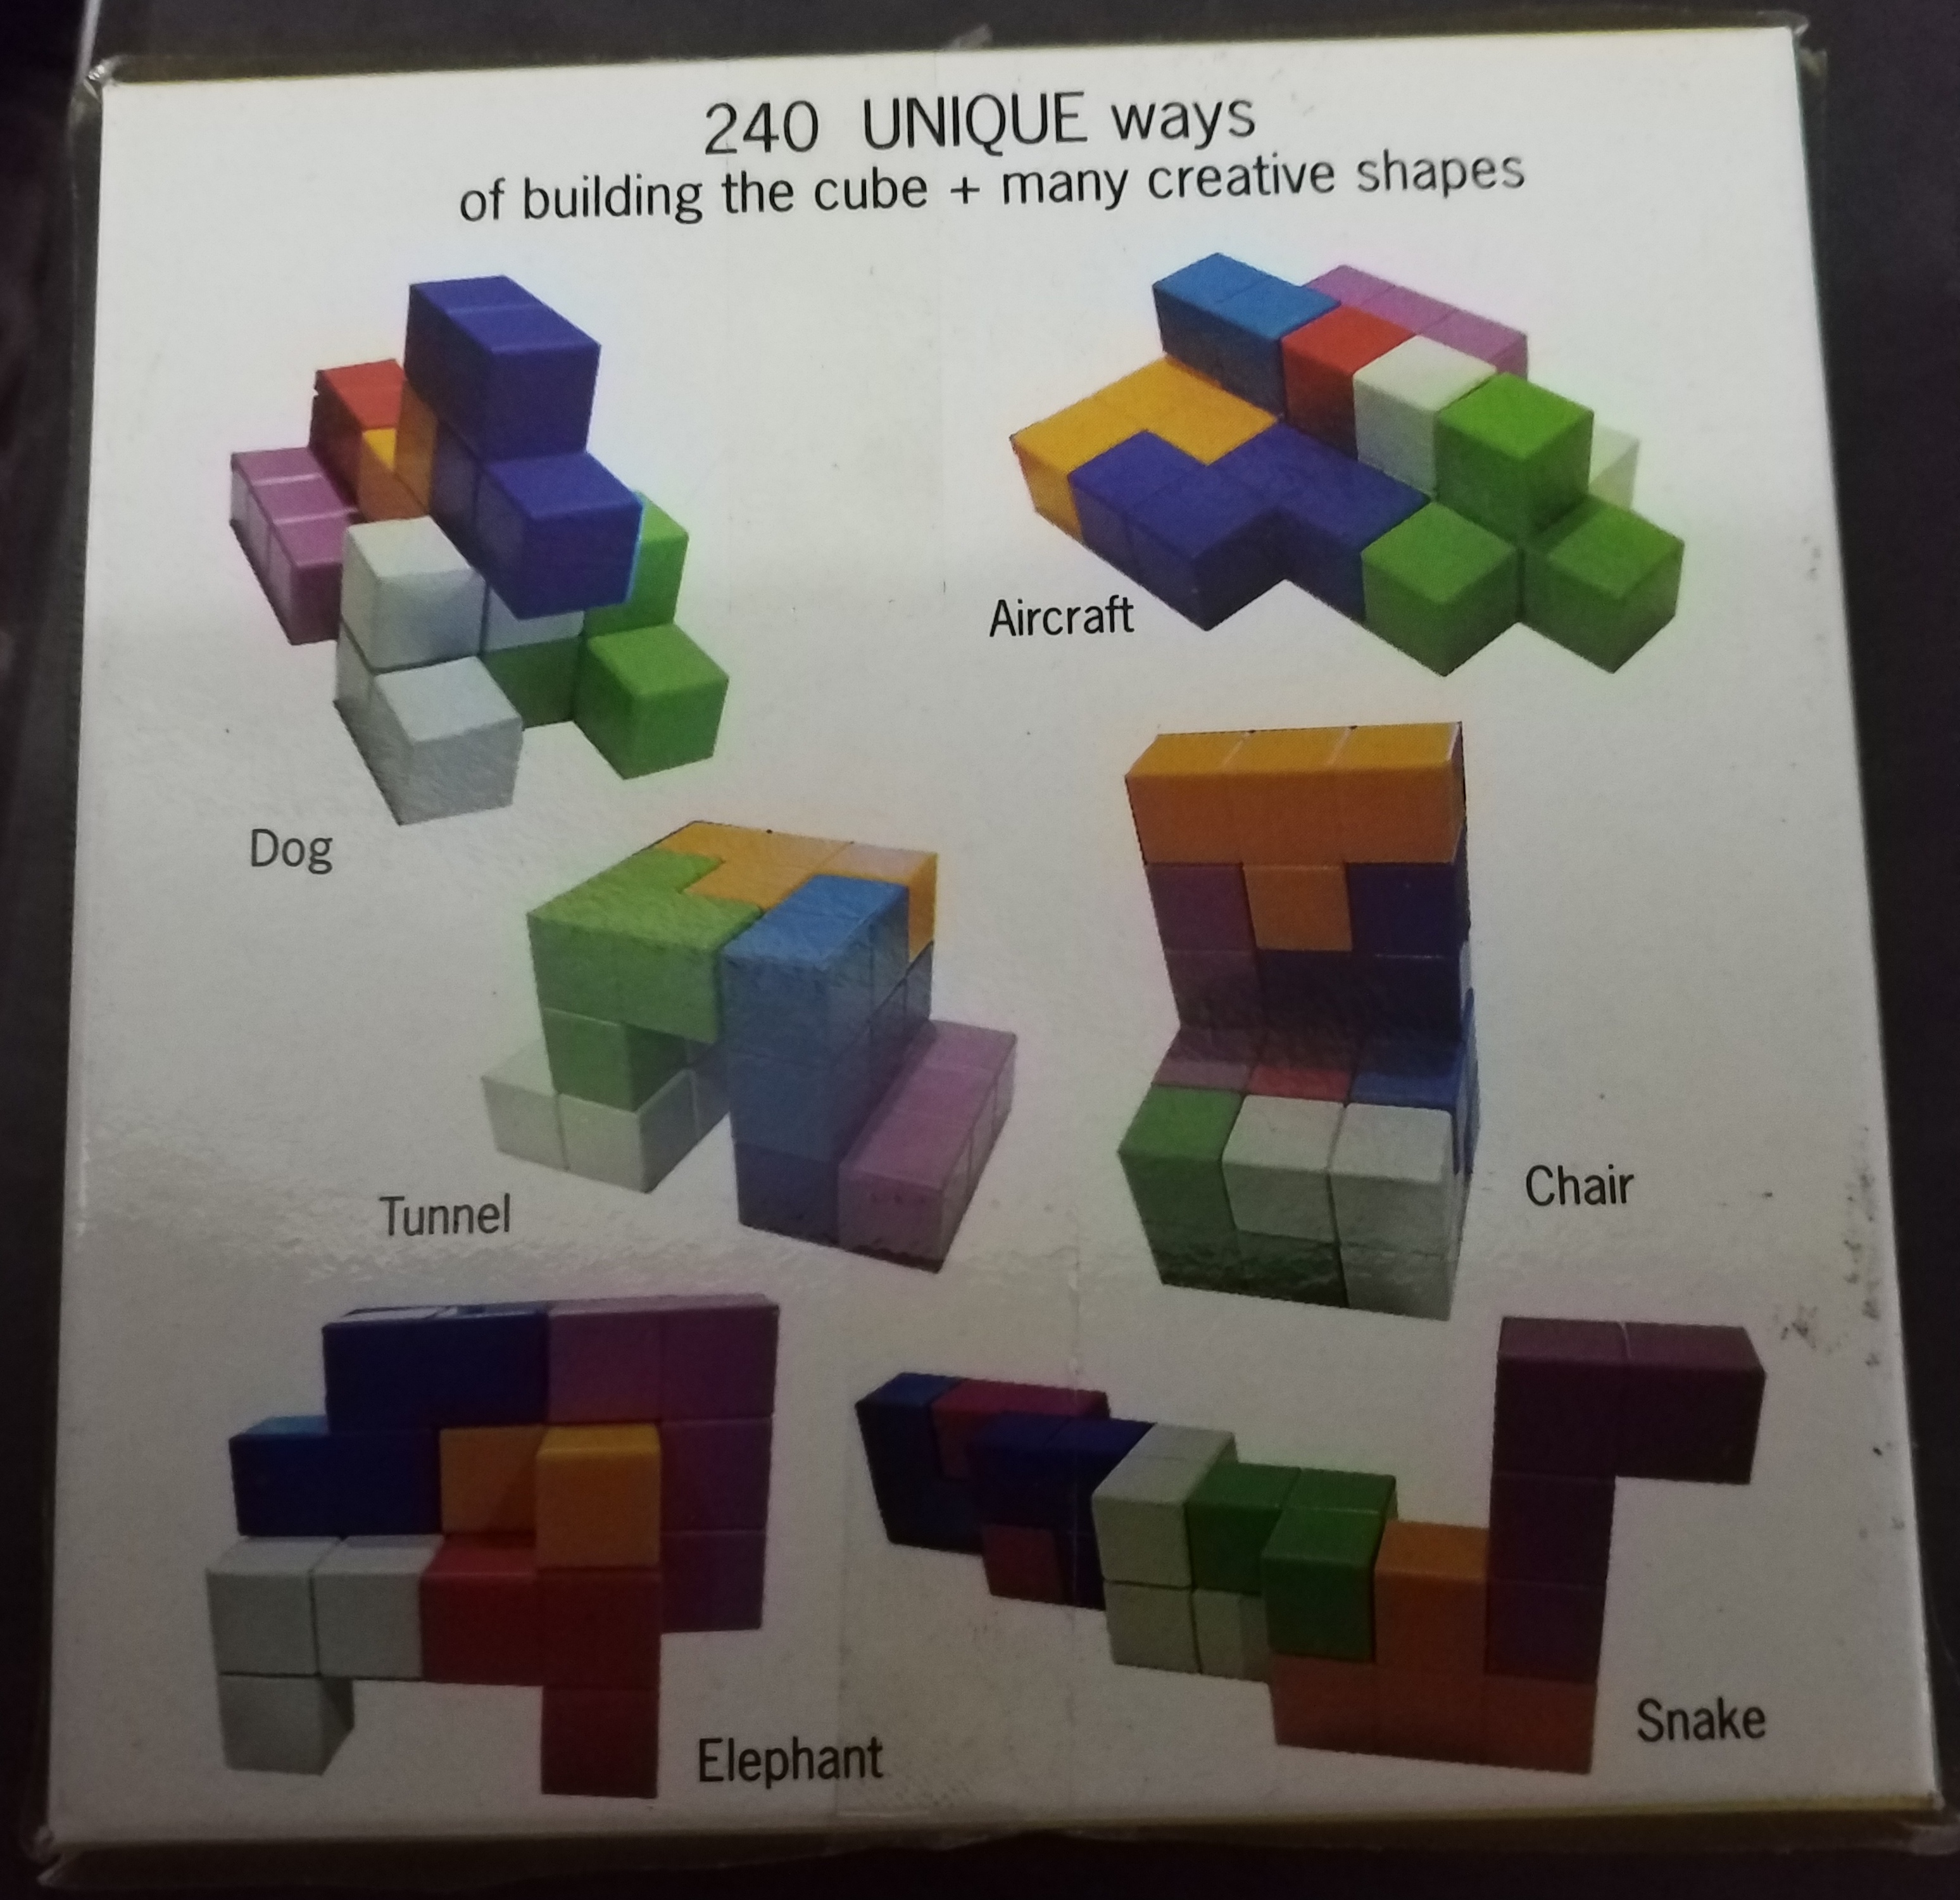 240 UNIQUE ways
of building the cube + many creative shapes
Aircraft
Dog
Chair
Tunnel
Snake
Elephant